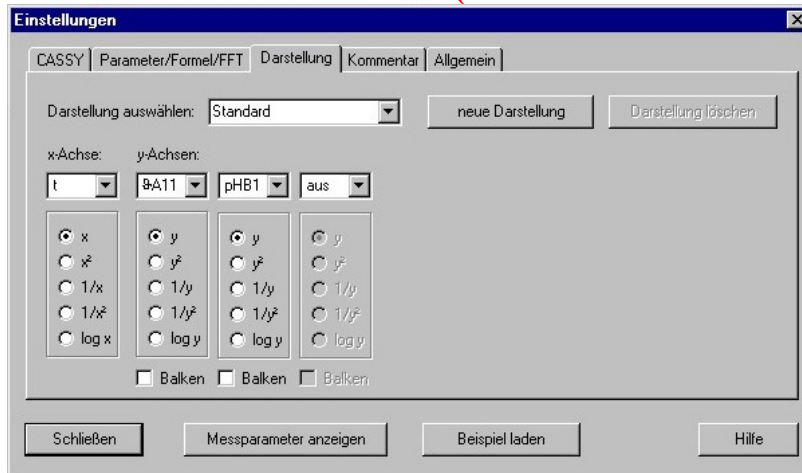 Einstellungen
CASSY Parameter/Formel/FFT Darstellung Kommentar Allgemein
Darstellung auswählen: Standard neue Darstellung Darstellung löschen
x-Achse: y-Achsen:
t ϑA11 pHB1 aus
x y y y
x² y² y² y²
1/x 1/y 1/y 1/y
1/x² 1/y² 1/y² 1/y²
log x log y log y log y
Balken Balken Balken
Schließen Messparameter anzeigen Beispiel laden Hilfe